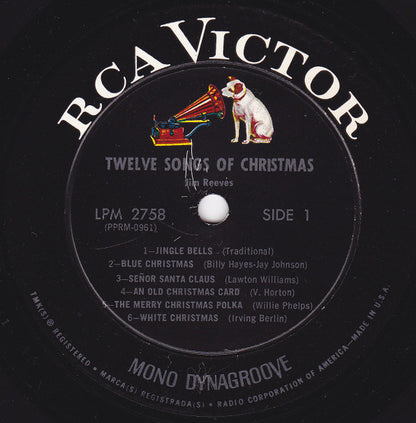 RCA VICTOR
TWELVE SONGS OF CHRISTMAS
Jim Reeves
LPM 2758
(PPRM-0961)
SIDE 1
1—JINGLE BELLS (Traditional)
2—BLUE CHRISTMAS (Billy Hayes-Jay Johnson)
3—SEÑOR SANTA CLAUS (Lawton Williams)
4—AN OLD CHRISTMAS CARD (V. Horton)
5—THE MERRY CHRISTMAS POLKA (Willie Phelps)
6—WHITE CHRISTMAS (Irving Berlin)
MONO DYNAGROOVE
TMK(S) ® REGISTERED • MARCA(S) REGISTRADA(S) • RADIO CORPORATION OF AMERICA—MADE IN U.S.A.